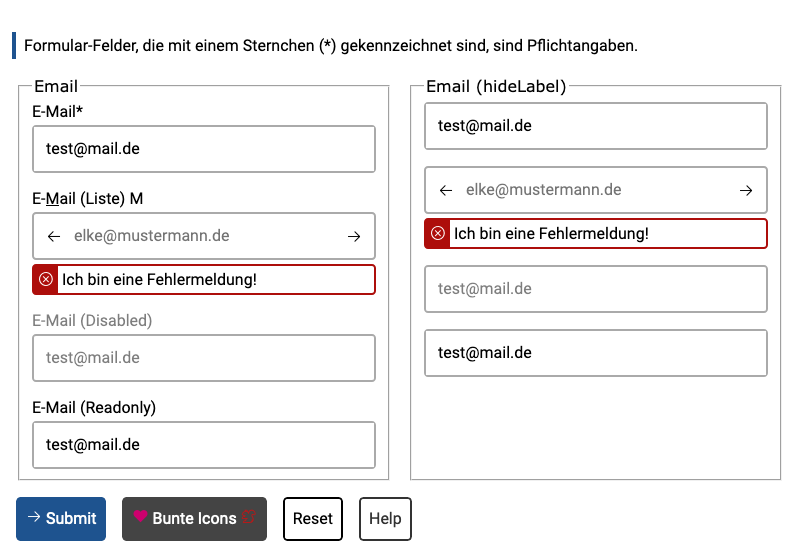 Formular-Felder, die mit einem Sternchen (*) gekennzeichnet sind, sind Pflichtangaben.
Email
E-Mail*
test@mail.de
E-Mail (Liste) M
elke@mustermann.de
Ich bin eine Fehlermeldung!
E-Mail (Disabled)
test@mail.de
E-Mail (Readonly)
test@mail.de
Email (hideLabel)
test@mail.de
elke@mustermann.de
Ich bin eine Fehlermeldung!
test@mail.de
test@mail.de
Submit
Bunte Icons
Reset
Help